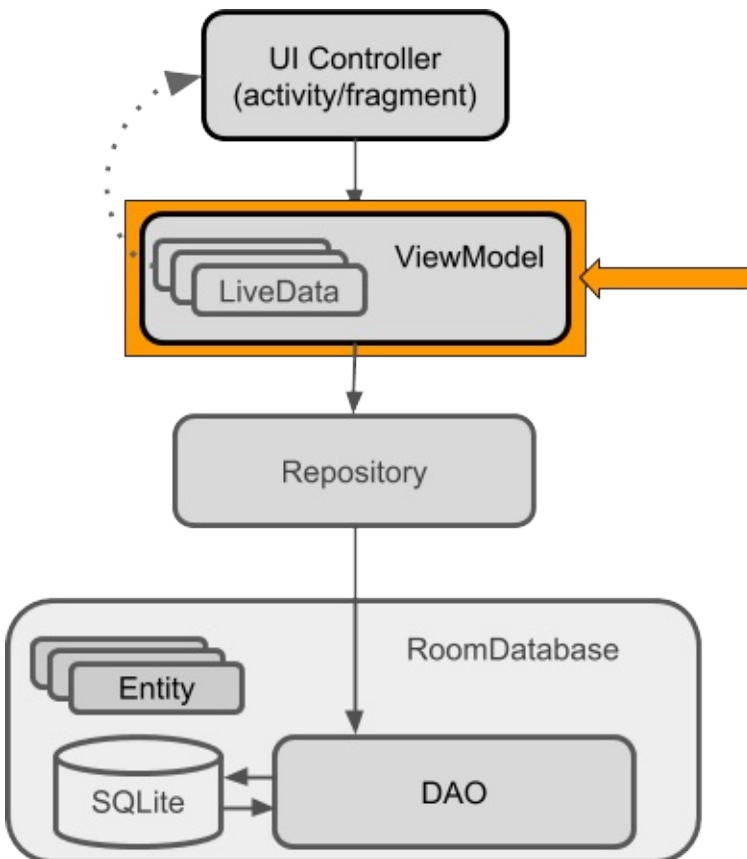 UI Controller
(activity/fragment)
ViewModel
LiveData
Repository
RoomDatabase
Entity
SQLite
DAO